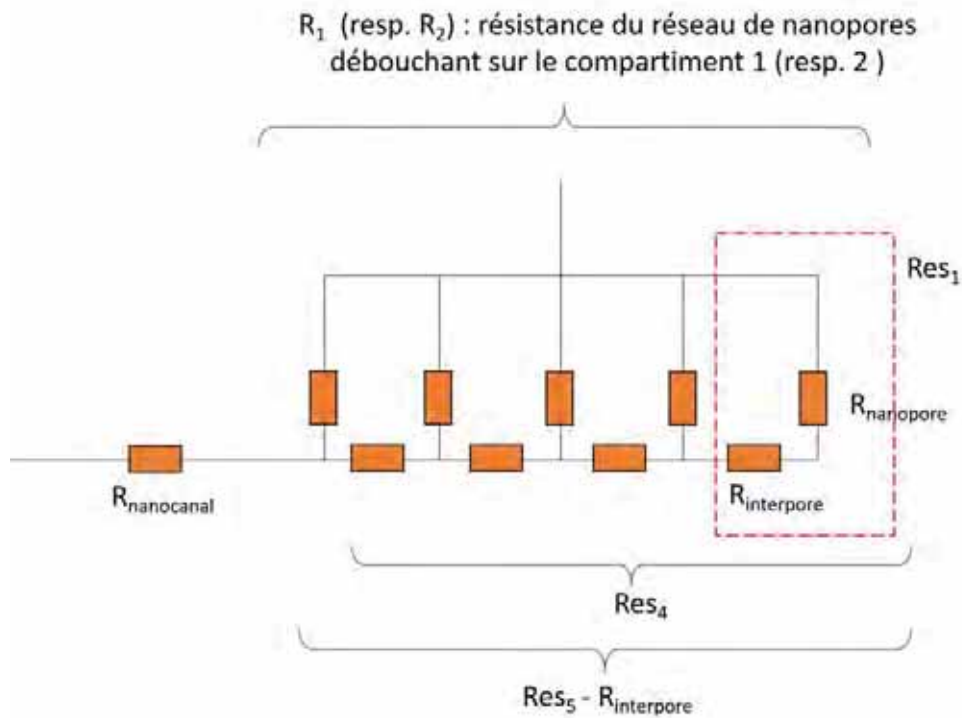 R₁ (resp. R₂) : résistance du réseau de nanopores
débouchant sur le compartiment 1 (resp. 2 )
Res₁
Rnanopore
Rnanocanal
Rinterpore
Res₄
Res₅ - Rinterpore